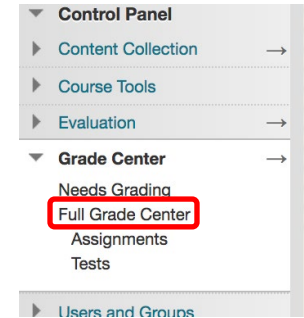 Control Panel
Content Collection →
Course Tools
Evaluation →
Grade Center →
Needs Grading
Full Grade Center
Assignments
Tests
Users and Groups